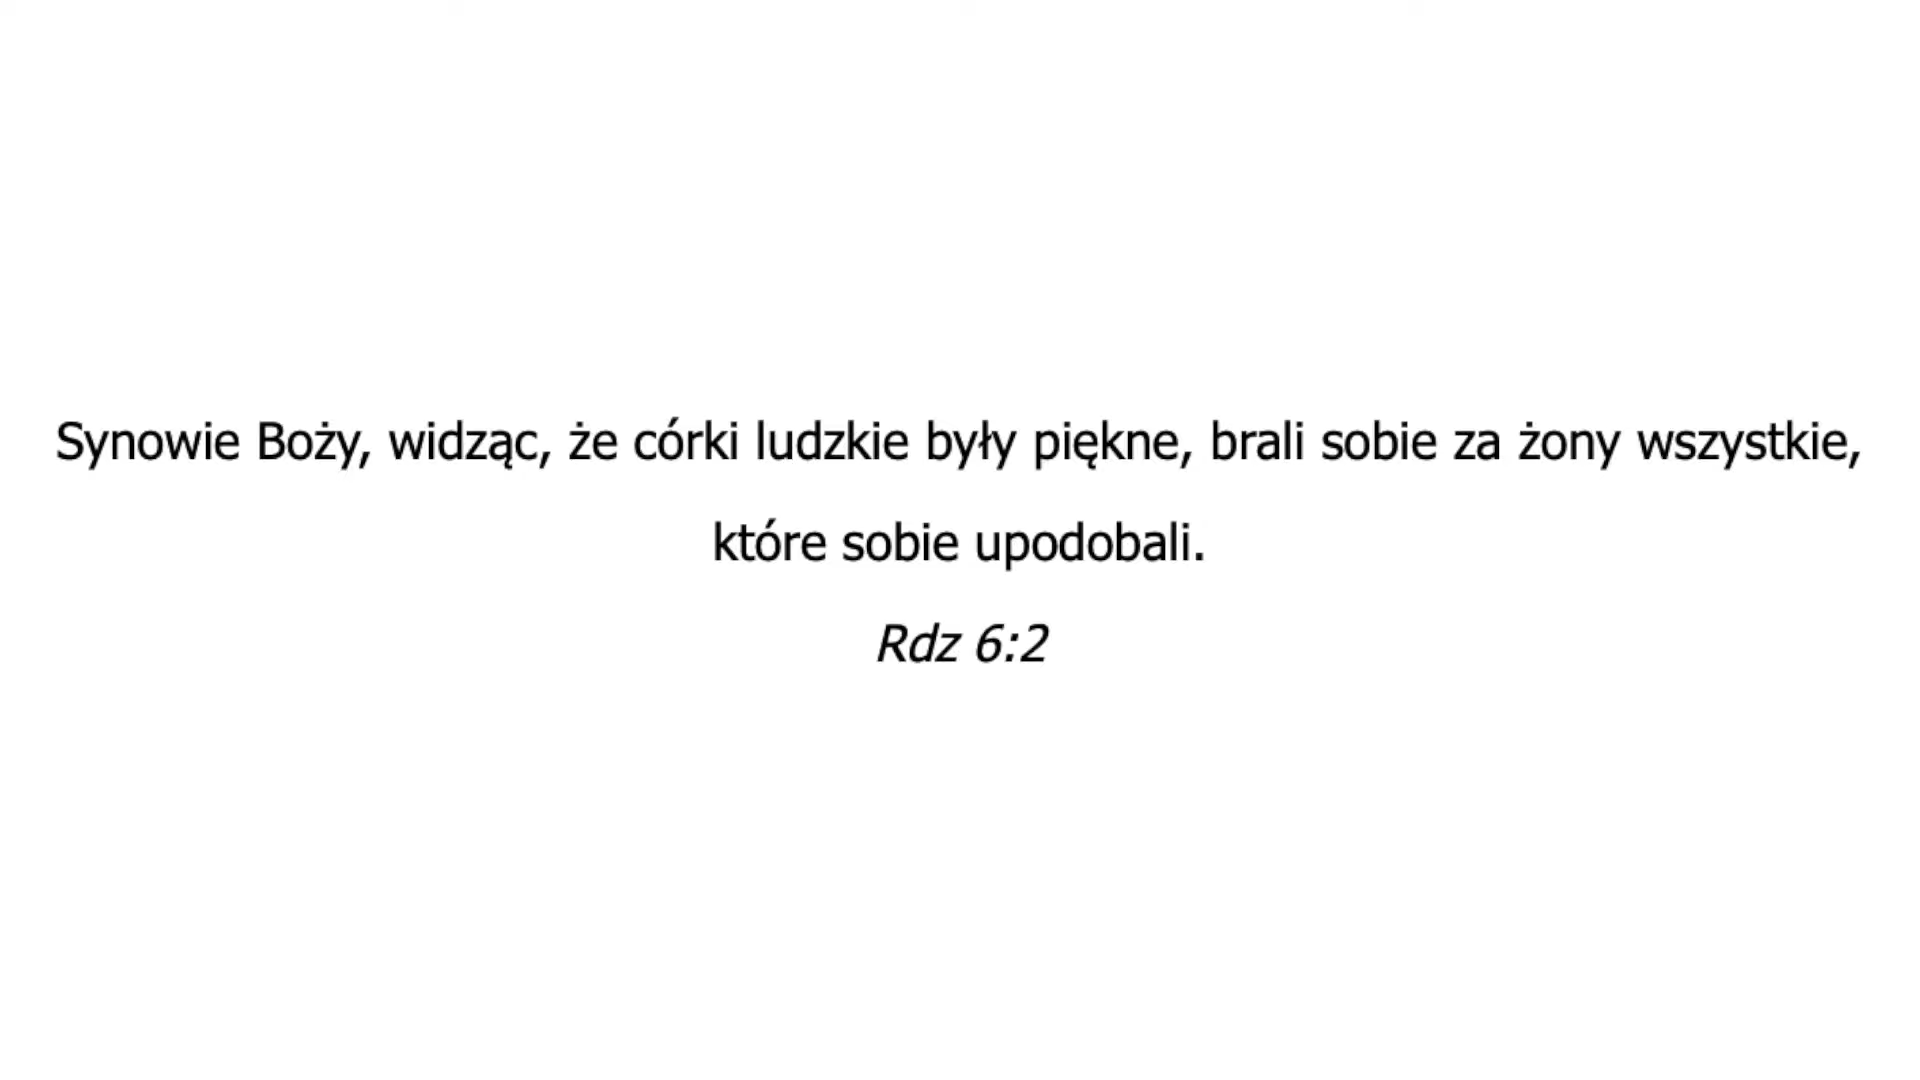 Synowie Boży, widząc, że córki ludzkie były piękne, brali sobie za żony wszystkie,
które sobie upodobali.
Rdz 6:2